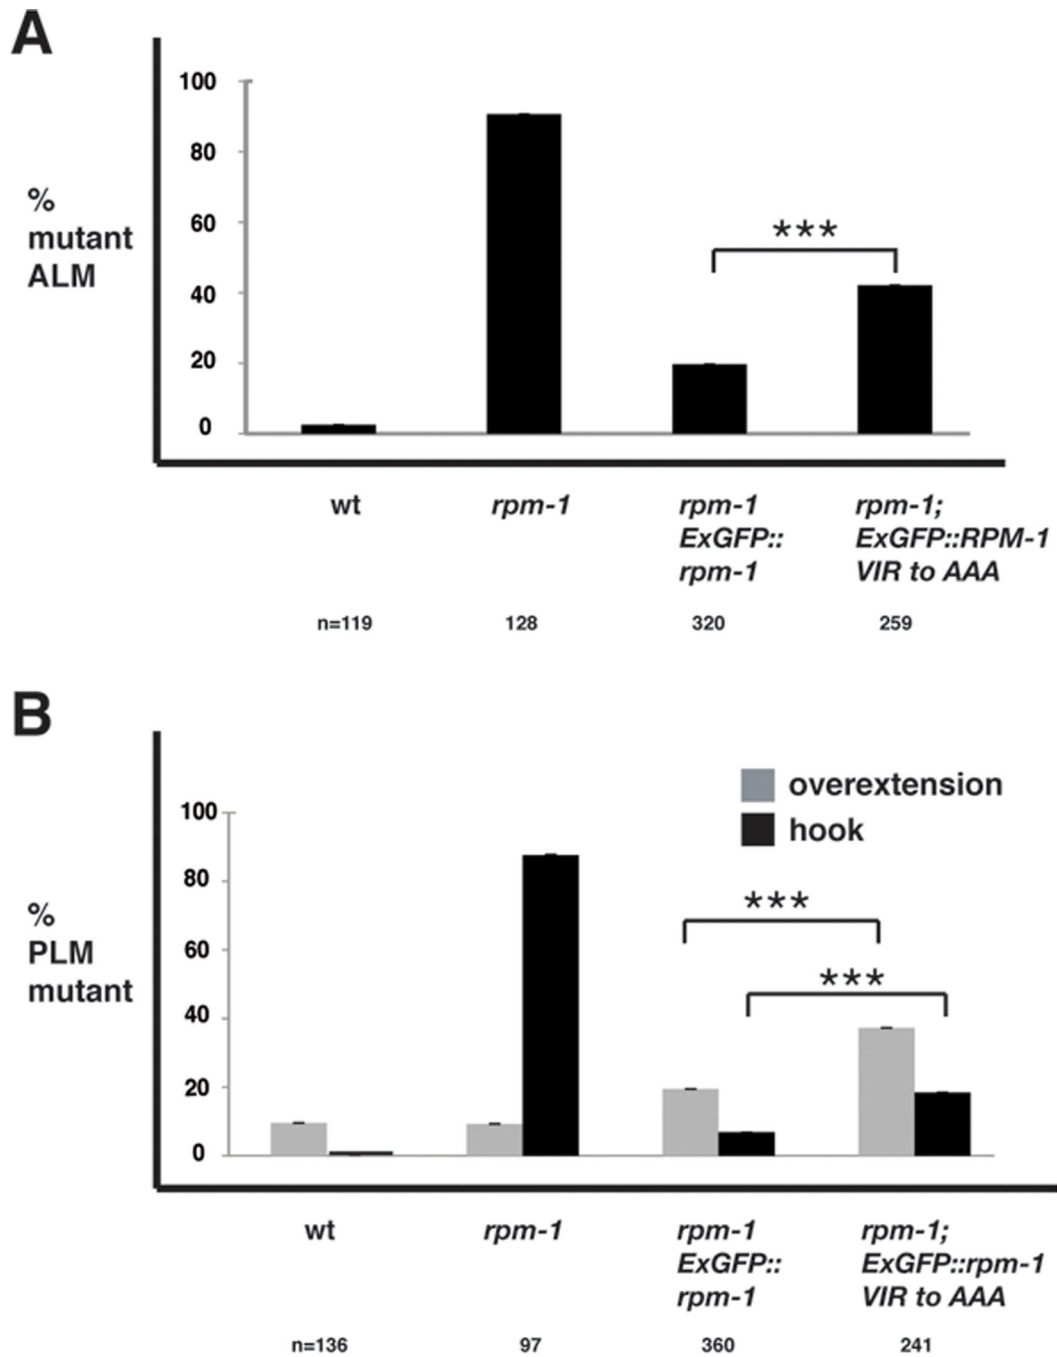 A
100
80
60
40
20
0
%
mutant
ALM
***
wt
rpm-1
rpm-1
ExGFP::
rpm-1
rpm-1;
ExGFP::RPM-1
VIR to AAA
n=119
128
320
259
B
overextension
hook
100
80
60
40
20
0
%
PLM
mutant
***
***
wt
rpm-1
rpm-1
ExGFP::
rpm-1
rpm-1;
ExGFP::rpm-1
VIR to AAA
n=136
97
360
241